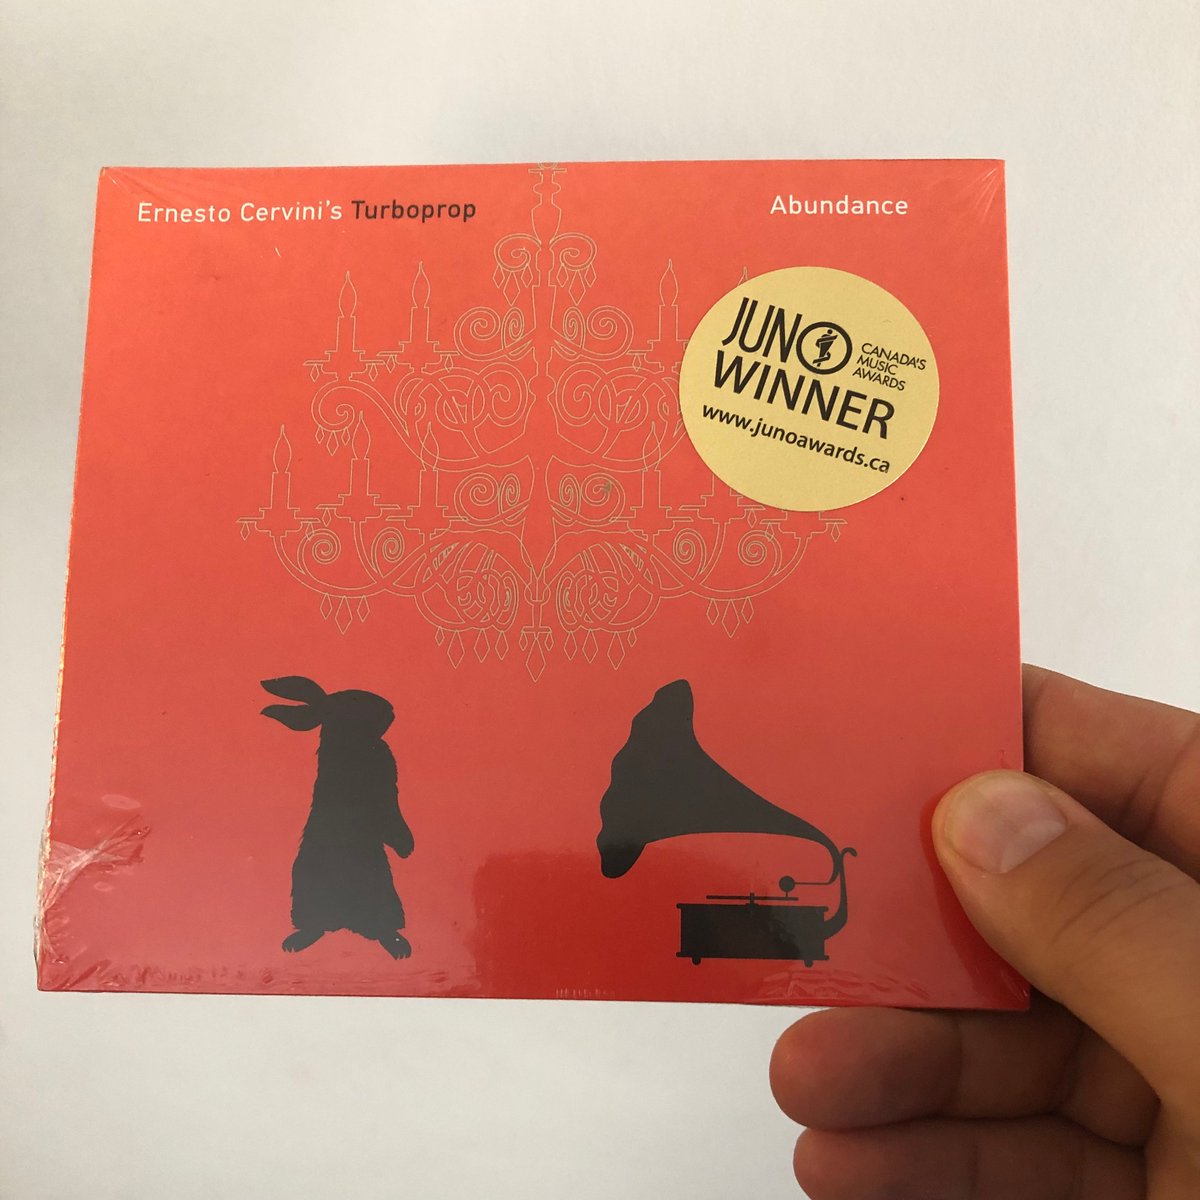 Ernesto Cervini's Turboprop
Abundance
JUNO
CANADA'S
MUSIC
AWARDS
WINNER
www.junoawards.ca